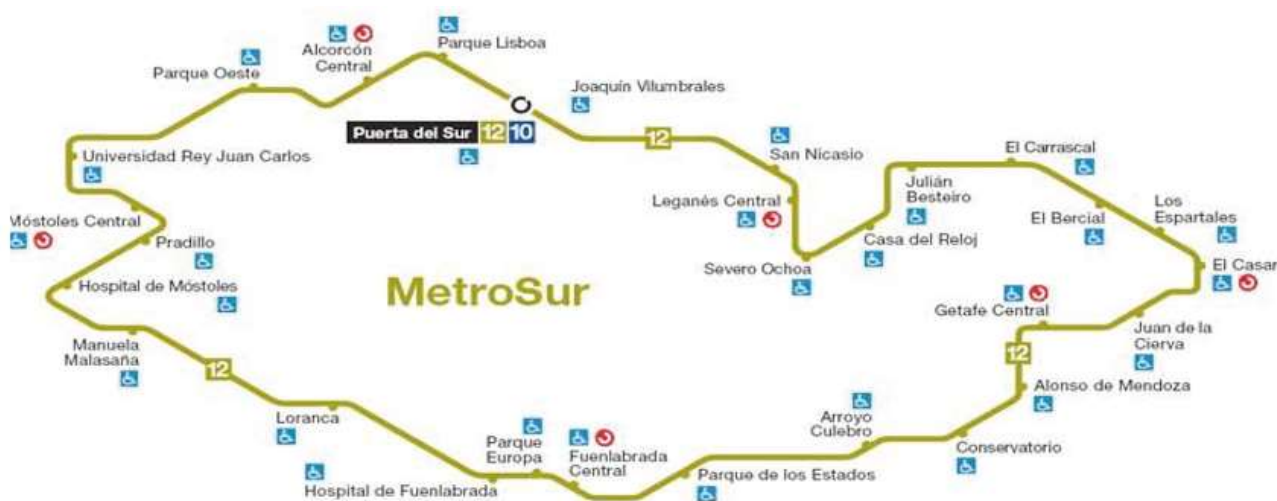 Parque Lisboa
Alcorcón
Central
Parque Oeste
Joaquín Vilumbrales
Puerta del Sur 12 10
12
San Nicasio
El Carrascal
Universidad Rey Juan Carlos
Leganés Central
Julián
Besteiro
Los
Espartales
Móstoles Central
El Bercial
Pradillo
Casa del Reloj
Severo Ochoa
El Casar
Hospital de Móstoles
MetroSur
Getafe Central
Juan de la
Cierva
Manuela
Malasaña
12
12
Alonso de Mendoza
Loranca
Arroyo
Culebro
Parque
Europa
Fuenlabrada
Central
Conservatorio
Parque de los Estados
Hospital de Fuenlabrada